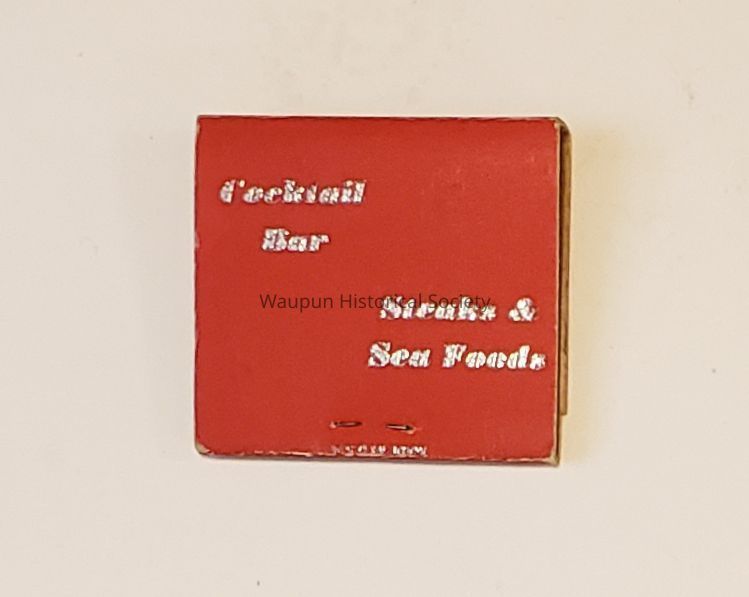 Cocktail
Bar
Waupun Historical Society
Steaks &
Sea Foods